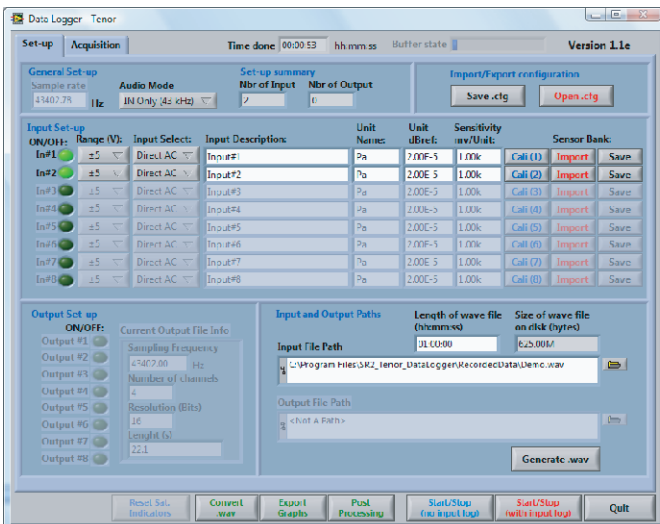 Data Logger Tenor
Set-up Acquisition Time done 00:00:53 hh mm ss Buffer state Version 1.1e
General Set-up Set-up summary Import/Export configuration
Sample rate Audio Mode Nbr of Input Nbr of Output
43402.78 Hz IN Only (43 kHz) 2 0 Save .cfg Open .cfg
Input Set-up Unit Unit Sensitivity
ON/OFF: Range (V): Input Select: Input Description: Name: dBref: mv/Unit: Sensor Bank:
In#1 ±5 Direct AC Input#1 Pa 2.00E-5 1.00k Cali (1) Import Save
In#2 ±5 Direct AC Input#2 Pa 2.00E-5 1.00k Cali (2) Import Save
In#3 ±5 Direct AC Input#3 Pa 2.00E-5 1.00k Cali (3) Import Save
In#4 ±5 Direct AC Input#4 Pa 2.00E-5 1.00k Cali (4) Import Save
In#5 ±5 Direct AC Input#5 Pa 2.00E-5 1.00k Cali (5) Import Save
In#6 ±5 Direct AC Input#6 Pa 2.00E-5 1.00k Cali (6) Import Save
In#7 ±5 Direct AC Input#7 Pa 2.00E-5 1.00k Cali (7) Import Save
In#8 ±5 Direct AC Input#8 Pa 2.00E-5 1.00k Cali (8) Import Save
Output Set up
ON/OFF:
Output #1
Output #2
Output #3
Output #4
Output #5
Output #6
Output #7
Output #8
Current Output File Info
Sampling Frequency
43402.00 Hz
Number of channels
4
Resolution (Bits)
16
Lenght (s)
22.1
Input and Output Paths Length of wave file Size of wave file
(hh:mm:ss) on disk (bytes)
Input File Path 01:00:00 625.00M
C:\Program Files\SR2_Tenor_DataLogger\RecordedData\Demo.wav
Output File Path
<Not A Path>
Generate .wav
Reset Sat. Convert Export Post Start/Stop Start/Stop Quit
Indicators .wav Graphs Processing (no input log) (with input log)